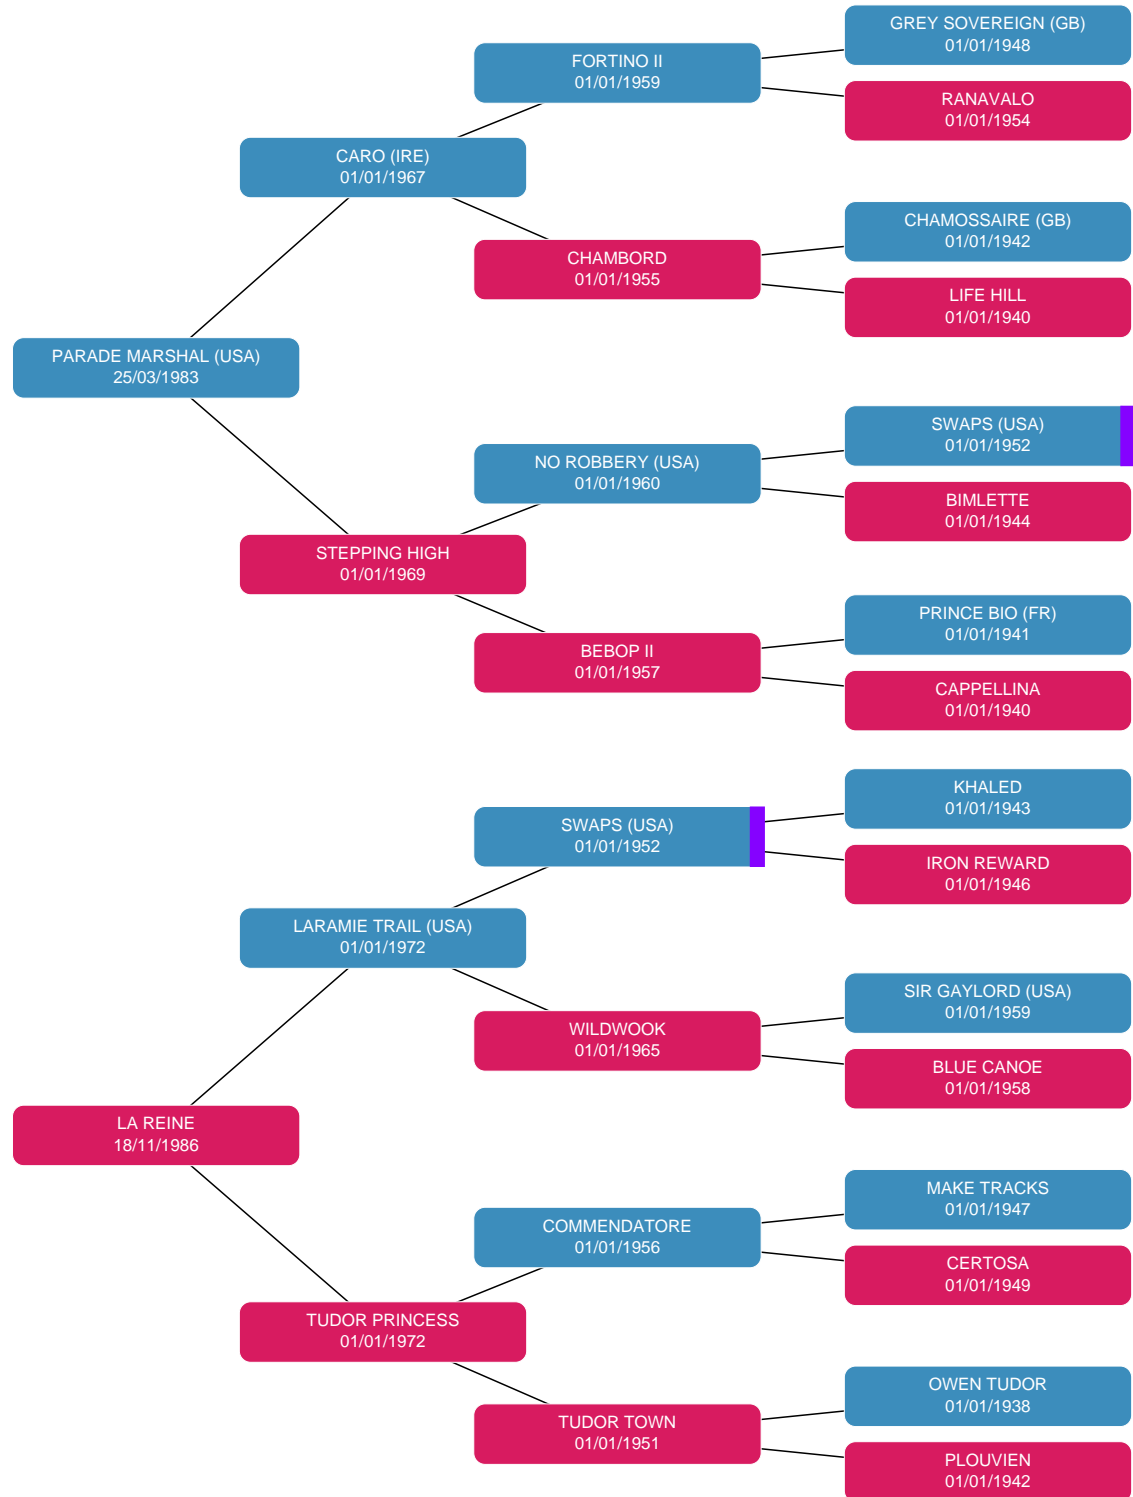 GREY SOVEREIGN (GB)
01/01/1948
FORTINO II
01/01/1959
RANAVALO
01/01/1954
CARO (IRE)
01/01/1967
CHAMOSSAIRE (GB)
01/01/1942
CHAMBORD
01/01/1955
LIFE HILL
01/01/1940
PARADE MARSHAL (USA)
25/03/1983
SWAPS (USA)
01/01/1952
NO ROBBERY (USA)
01/01/1960
BIMLETTE
01/01/1944
STEPPING HIGH
01/01/1969
PRINCE BIO (FR)
01/01/1941
BEBOP II
01/01/1957
CAPPELLINA
01/01/1940
KHALED
01/01/1943
SWAPS (USA)
01/01/1952
IRON REWARD
01/01/1946
LARAMIE TRAIL (USA)
01/01/1972
SIR GAYLORD (USA)
01/01/1959
WILDWOOK
01/01/1965
BLUE CANOE
01/01/1958
LA REINE
18/11/1986
MAKE TRACKS
01/01/1947
COMMENDATORE
01/01/1956
CERTOSA
01/01/1949
TUDOR PRINCESS
01/01/1972
OWEN TUDOR
01/01/1938
TUDOR TOWN
01/01/1951
PLOUVIEN
01/01/1942